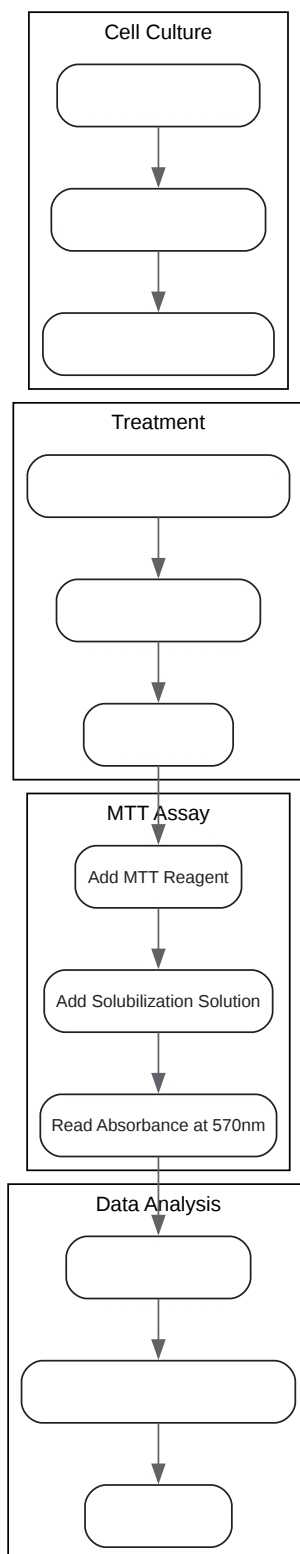 Cell Culture
Treatment
MTT Assay
Add MTT Reagent
Add Solubilization Solution
Read Absorbance at 570nm
Data Analysis